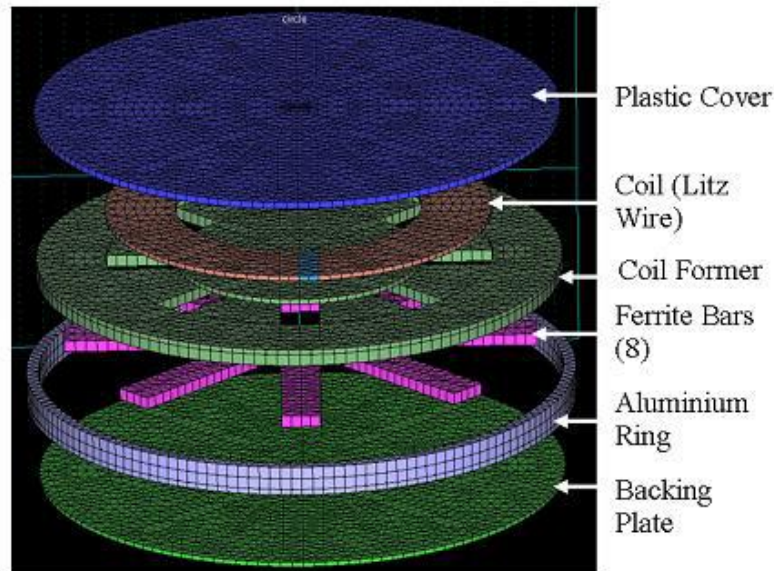 circle
Plastic Cover
Coil (Litz
Wire)
Coil Former
Ferrite Bars
(8)
Aluminium
Ring
Backing
Plate